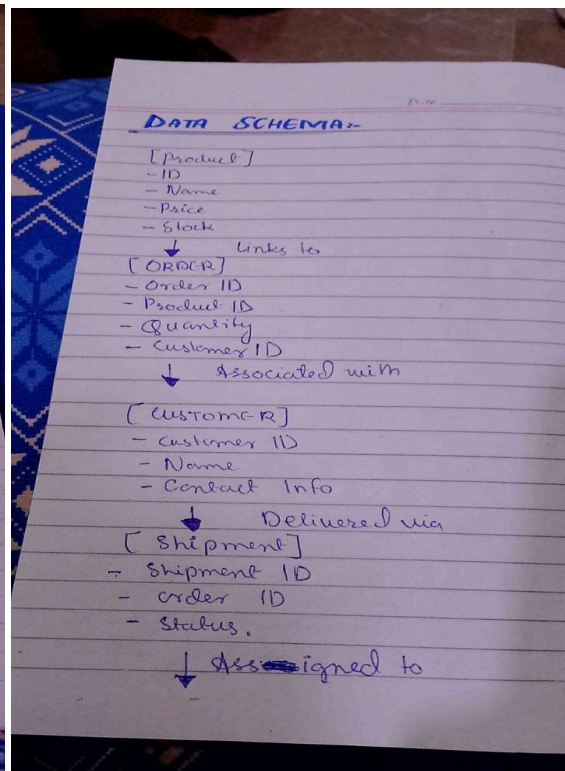 Date
DATA SCHEMA:-
[Product]
- ID
- Name
- Price
- Stock
↓ Links to
[ORDER]
- Order ID
- Product ID
- Quantity
- Customer ID
↓ Associated with
[CUSTOMER]
- Customer ID
- Name
- Contact Info
↓ Delivered via
[Shipment]
- Shipment ID
- order ID
- Status.
↓ Assigned to